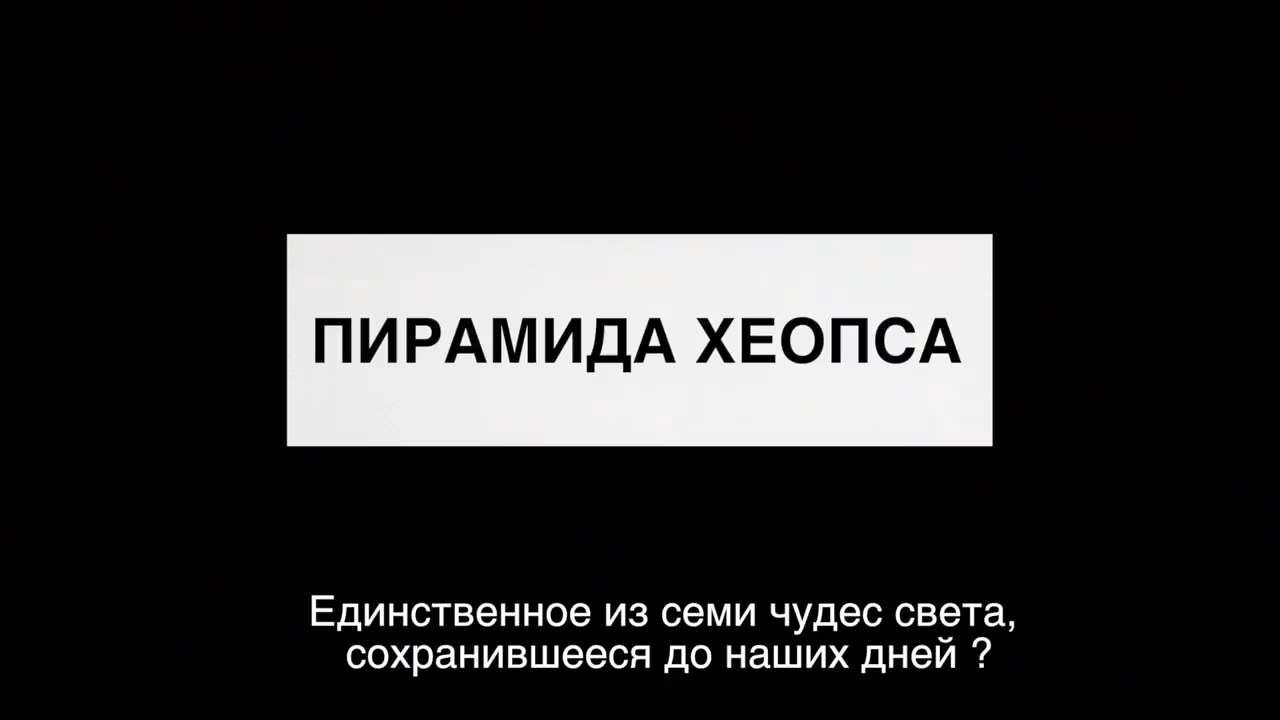 ПИРАМИДА ХЕОПСА
Единственное из семи чудес света,
сохранившееся до наших дней ?